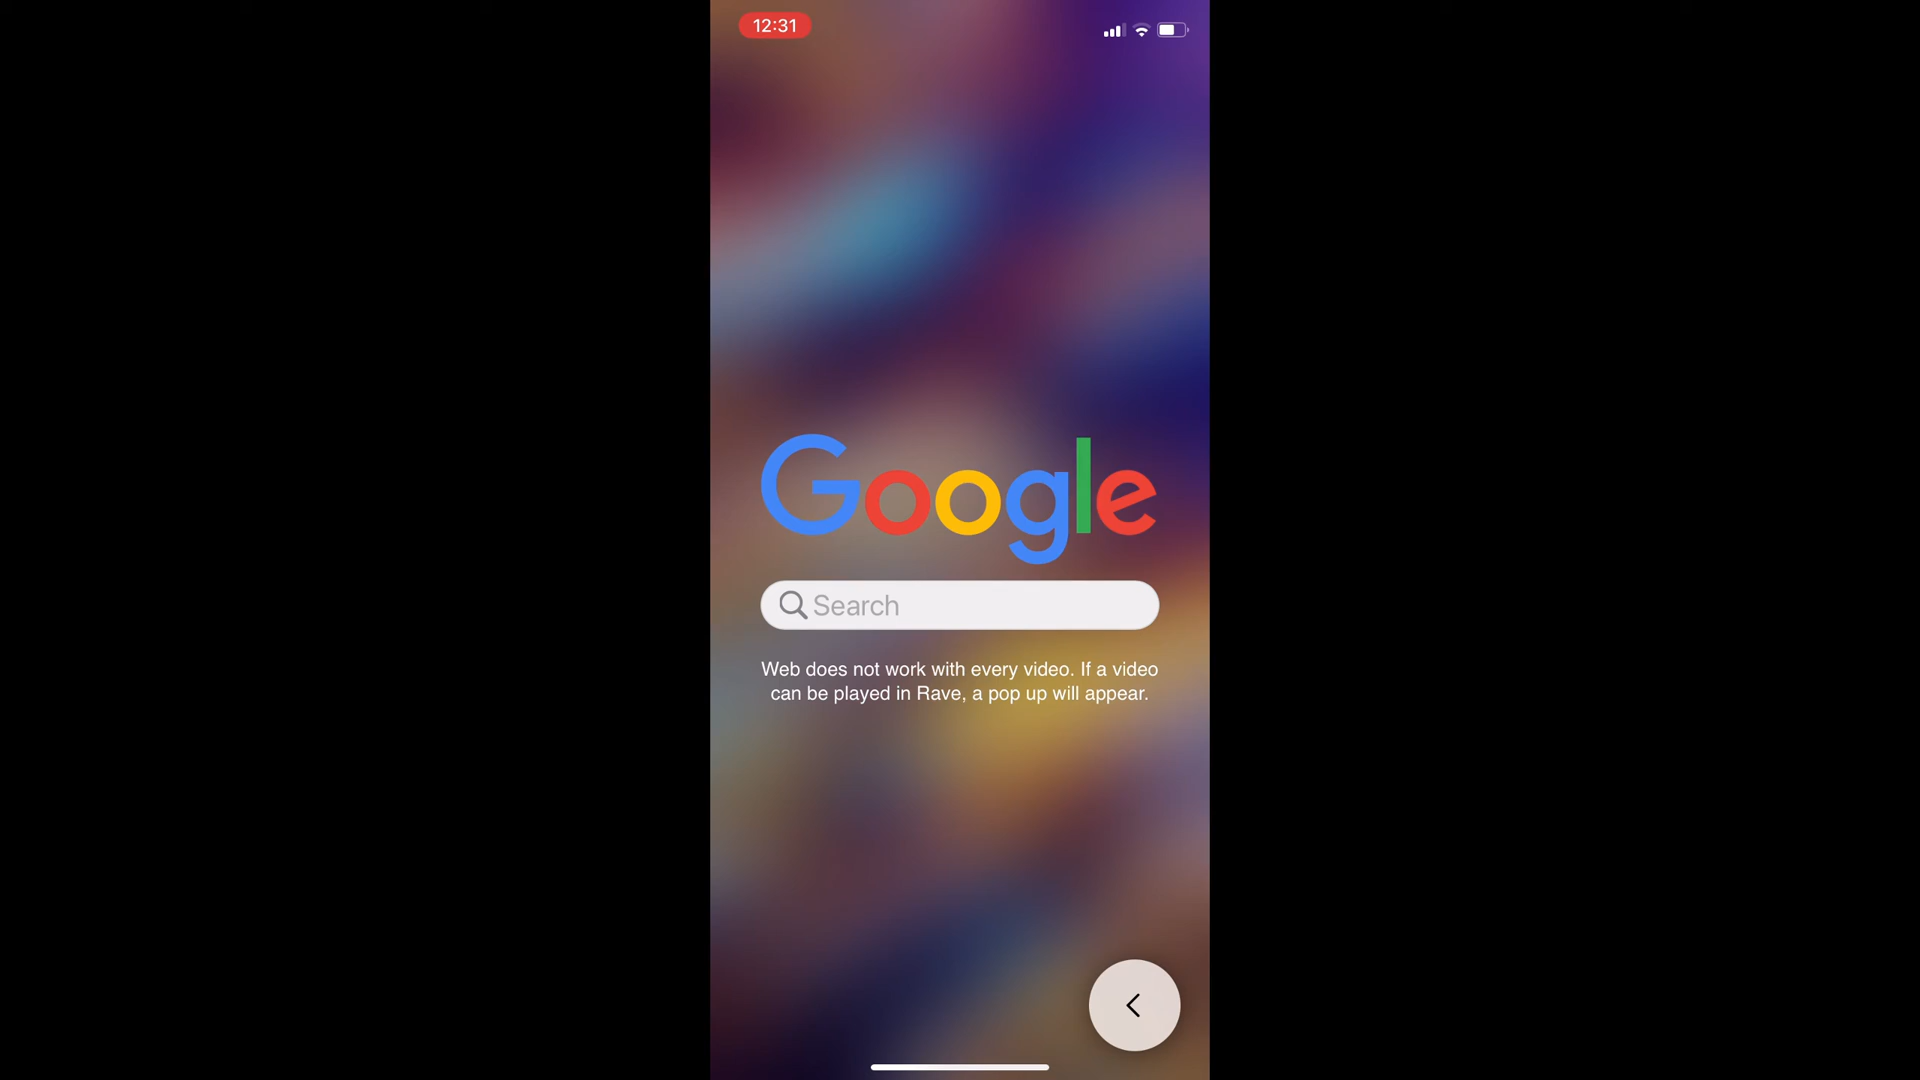 12:31
Google
Search
Web does not work with every video. If a video
can be played in Rave, a pop up will appear.